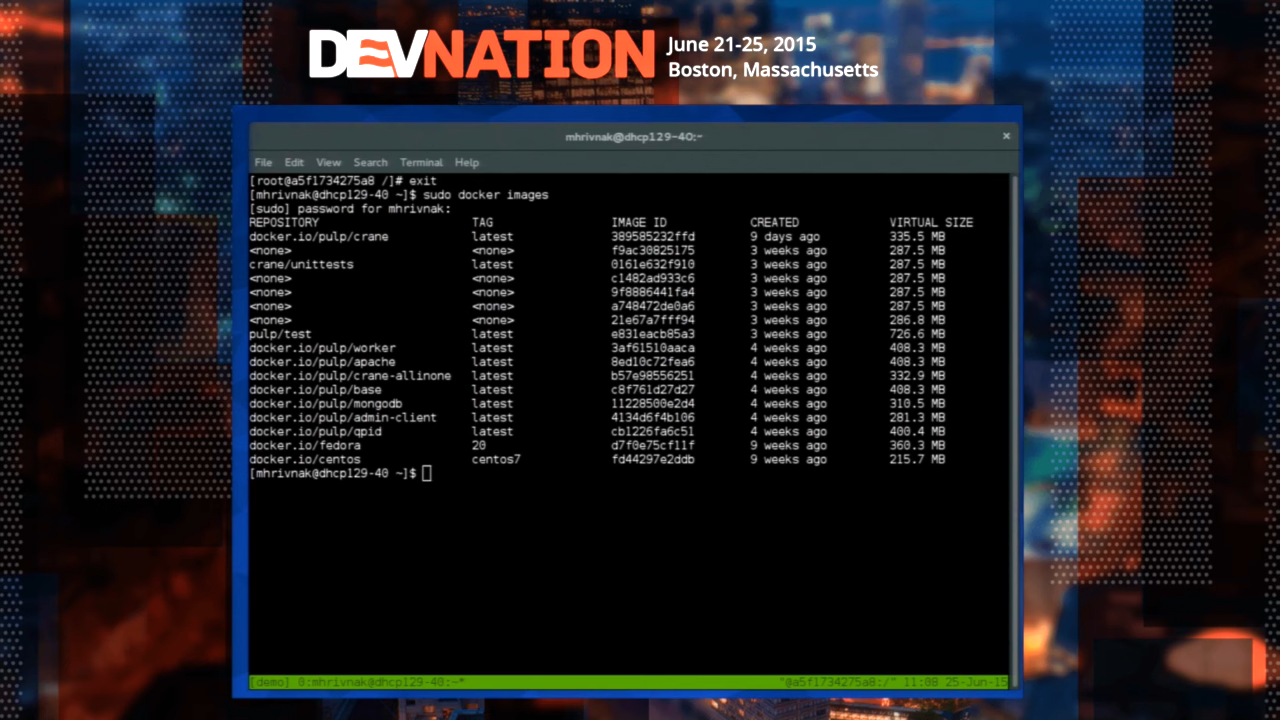 DEVNATION
June 21-25, 2015
Boston, Massachusetts
mhrivnak@dhcp129-40:~
File Edit View Search Terminal Help
[root@a5f1734275a8 /]# exit
[mhrivnak@dhcp129-40 ~]$ sudo docker images
[sudo] password for mhrivnak:
REPOSITORY TAG IMAGE ID CREATED VIRTUAL SIZE
docker.io/pulp/crane latest 389585232ffd 9 days ago 335.5 MB
<none> <none> f9ac30825175 3 weeks ago 287.5 MB
crane/unittests latest 0161e632f910 3 weeks ago 287.5 MB
<none> <none> c1482ad933c6 3 weeks ago 287.5 MB
<none> <none> 9f8886441fa4 3 weeks ago 287.5 MB
<none> <none> a748472de0a6 3 weeks ago 287.5 MB
<none> <none> 21e67a7fff94 3 weeks ago 286.8 MB
pulp/test latest e831eacb85a3 3 weeks ago 726.6 MB
docker.io/pulp/worker latest 3af61510aaca 4 weeks ago 408.3 MB
docker.io/pulp/apache latest 8ed10c72fea6 4 weeks ago 408.3 MB
docker.io/pulp/crane-allinone latest b57e98556251 4 weeks ago 332.9 MB
docker.io/pulp/base latest c8f761d27d27 4 weeks ago 408.3 MB
docker.io/pulp/mongodb latest 11228500e2d4 4 weeks ago 310.5 MB
docker.io/pulp/admin-client latest 4134d6f4b106 4 weeks ago 281.3 MB
docker.io/pulp/qpid latest cb1226fa6c51 4 weeks ago 400.4 MB
docker.io/fedora 20 d7f0e75cf11f 9 weeks ago 360.3 MB
docker.io/centos centos7 fd44297e2ddb 9 weeks ago 215.7 MB
[mhrivnak@dhcp129-40 ~]$
[demo] 0:mhrivnak@dhcp129-40:~* "@a5f1734275a8:/" 11:08 25-Jun-15